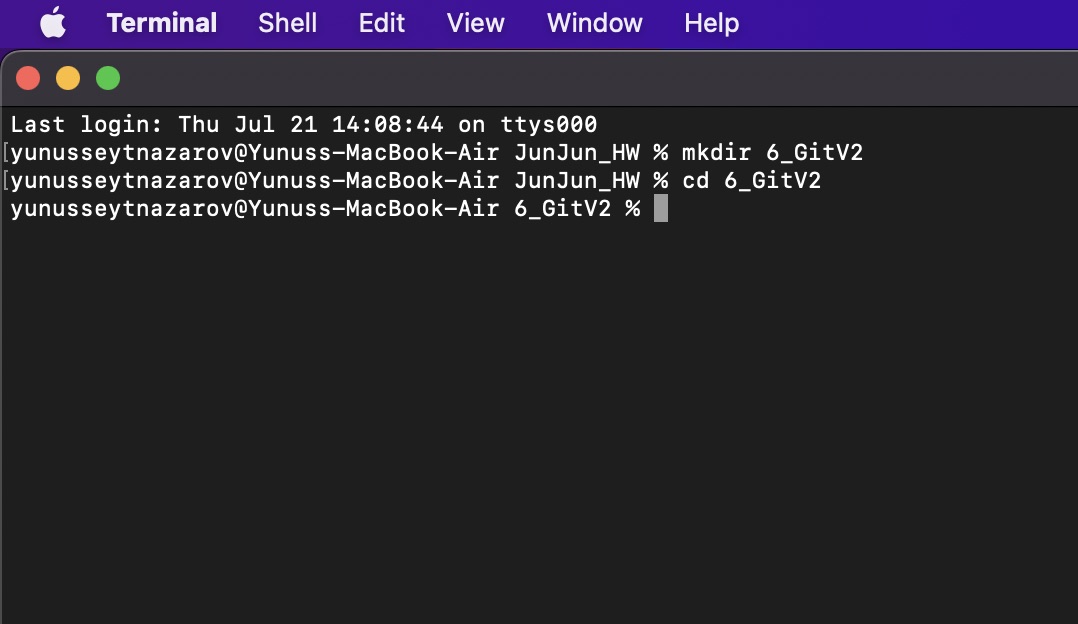 Terminal Shell Edit View Window Help
Last login: Thu Jul 21 14:08:44 on ttys000
[yunusseytnazarov@Yunuss-MacBook-Air JunJun_HW % mkdir 6_GitV2
[yunusseytnazarov@Yunuss-MacBook-Air JunJun_HW % cd 6_GitV2
yunusseytnazarov@Yunuss-MacBook-Air 6_GitV2 %